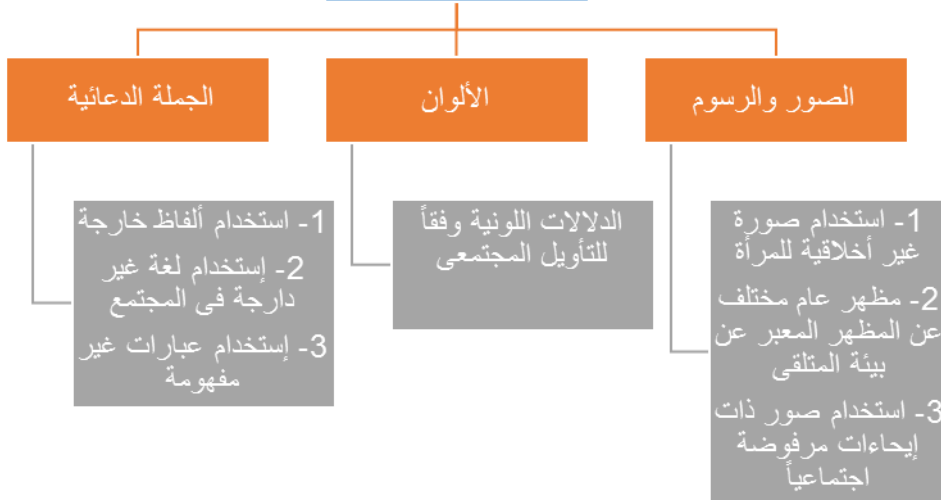 الصور والرسوم
الألوان
الجملة الدعائية
1- استخدام صورة
غير أخلاقية للمرأة
2- مظهر عام مختلف
عن المظهر المعبر عن
بيئة المتلقى
3- استخدام صور ذات
إيحاءات مرفوضة
اجتماعياً
الدلالات اللونية وفقاً
للتأويل المجتمعى
1- استخدام ألفاظ خارجة
2- إستخدام لغة غير
دارجة فى المجتمع
3- إستخدام عبارات غير
مفهومة